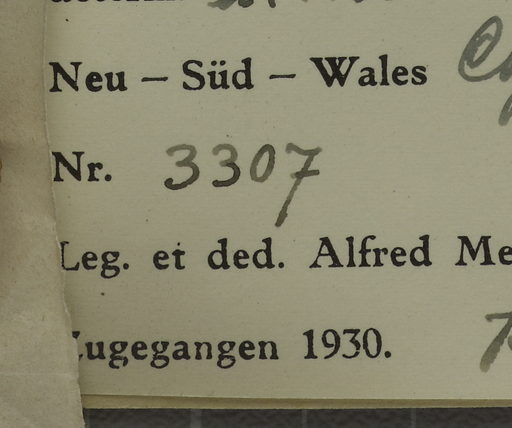 Neu – Süd – Wales
Nr. 3307
Leg. et ded. Alfred Me
Zugegangen 1930.